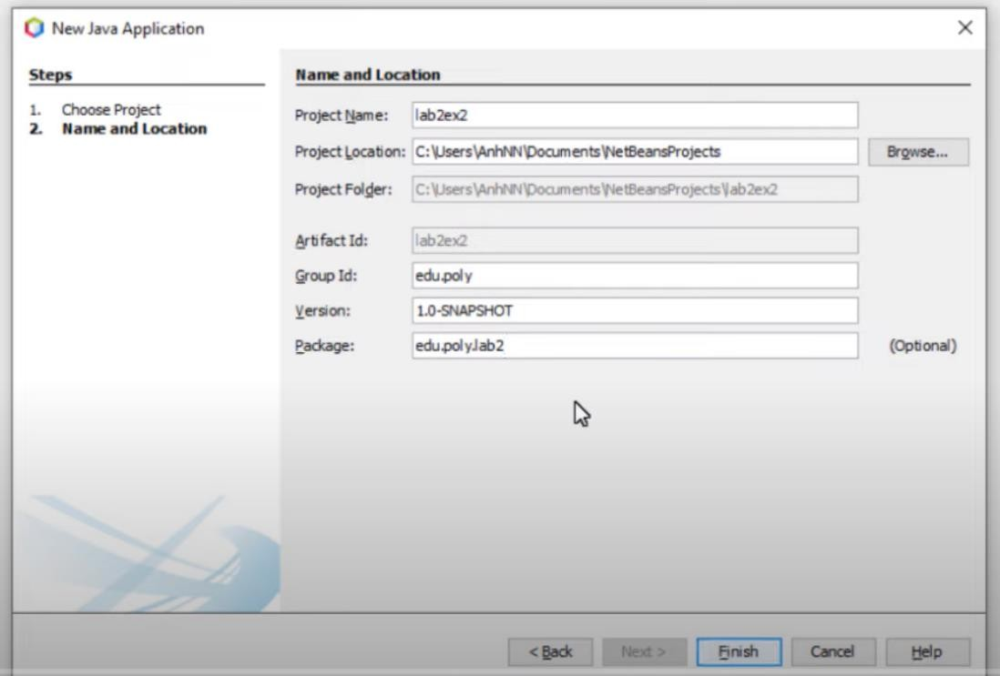 New Java Application
Steps
1. Choose Project
2. Name and Location
Name and Location
Project Name: lab2ex2
Project Location: C:\Users\AnhNN\Documents\NetBeansProjects Browse...
Project Folder: C:\Users\AnhNN\Documents\NetBeansProjects\lab2ex2
Artifact Id: lab2ex2
Group Id: edu.poly
Version: 1.0-SNAPSHOT
Package: edu.poly.lab2 (Optional)
< Back Next > Finish Cancel Help